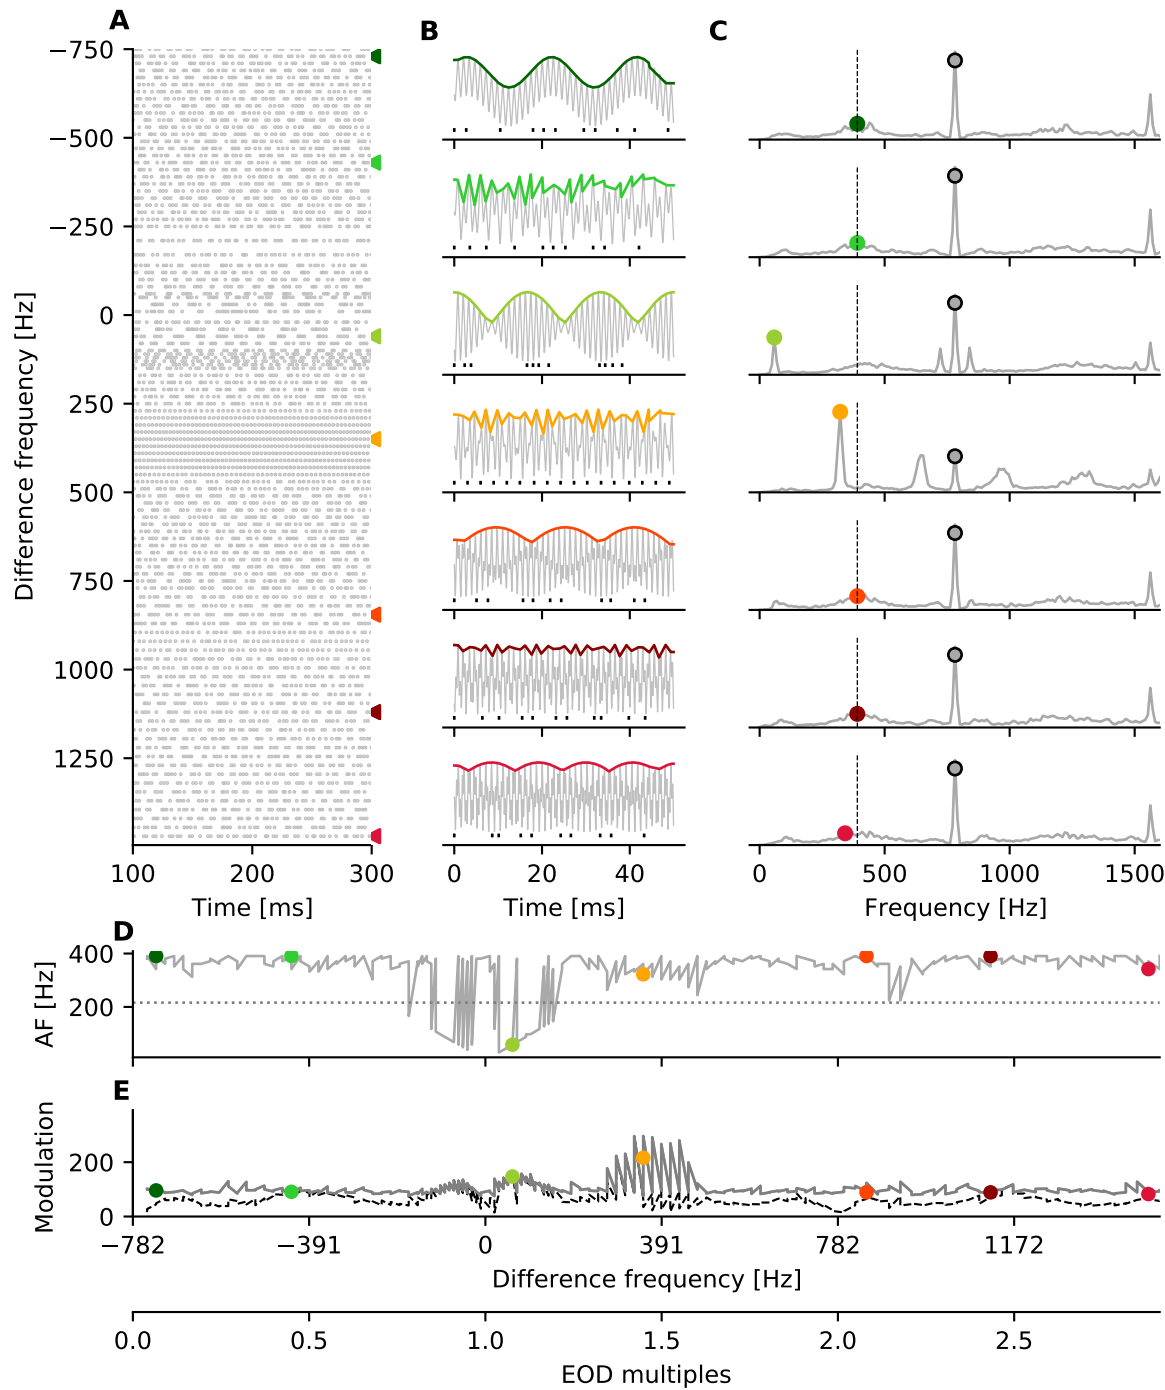 A
B
C
−750
−500
−250
0
250
500
750
1000
1250
Difference frequency [Hz]
100
200
300
Time [ms]
0
20
40
Time [ms]
0
500
1000
1500
Frequency [Hz]
D
400
200
AF [Hz]
E
200
0
Modulation
−782
−391
0
391
782
1172
Difference frequency [Hz]
0.0
0.5
1.0
1.5
2.0
2.5
EOD multiples